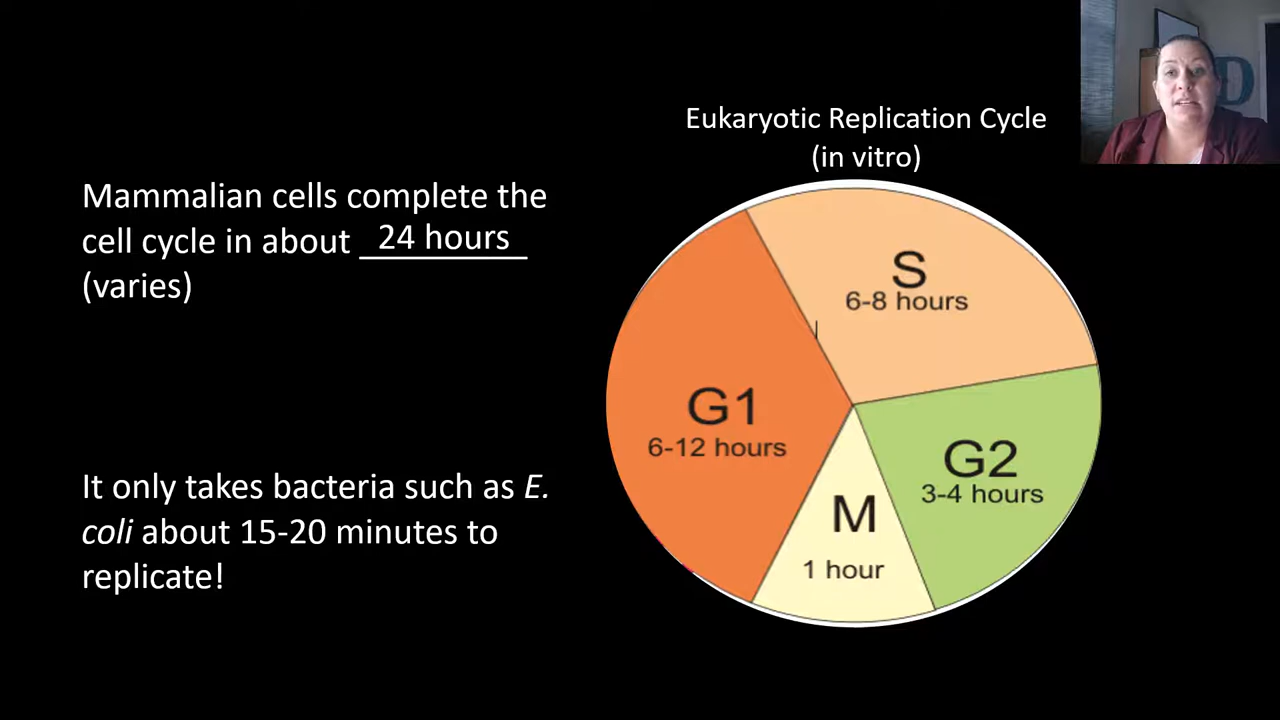 Eukaryotic Replication Cycle
(in vitro)
Mammalian cells complete the
cell cycle in about 24 hours
(varies)
It only takes bacteria such as E.
coli about 15-20 minutes to
replicate!
S
6-8 hours
G1
6-12 hours
G2
3-4 hours
M
1 hour
D